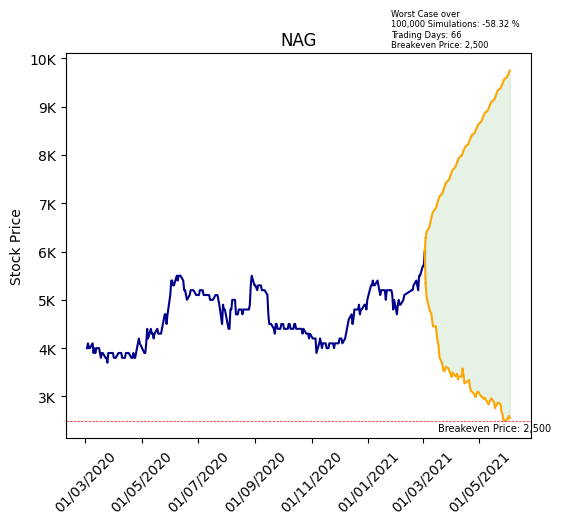 Worst Case over
100,000 Simulations: -58.32 %
Trading Days: 66
Breakeven Price: 2,500
NAG
Stock Price
10K
9K
8K
7K
6K
5K
4K
3K
Breakeven Price: 2,500
01/03/2020
01/05/2020
01/07/2020
01/09/2020
01/11/2020
01/01/2021
01/03/2021
01/05/2021